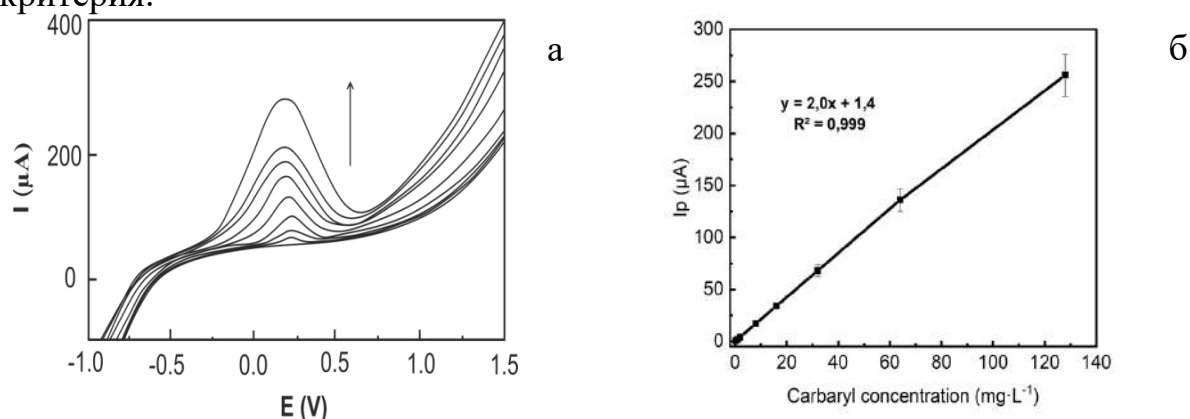 критерия.
400
200
0
I (µA)
-1.0 -0.5 0.0 0.5 1.0 1.5
E (V)
а
300
250
200
150
100
50
0
Ip (µA)
y = 2,0x + 1,4
R² = 0,999
0 20 40 60 80 100 120 140
Carbaryl concentration (mg·L⁻¹)
б